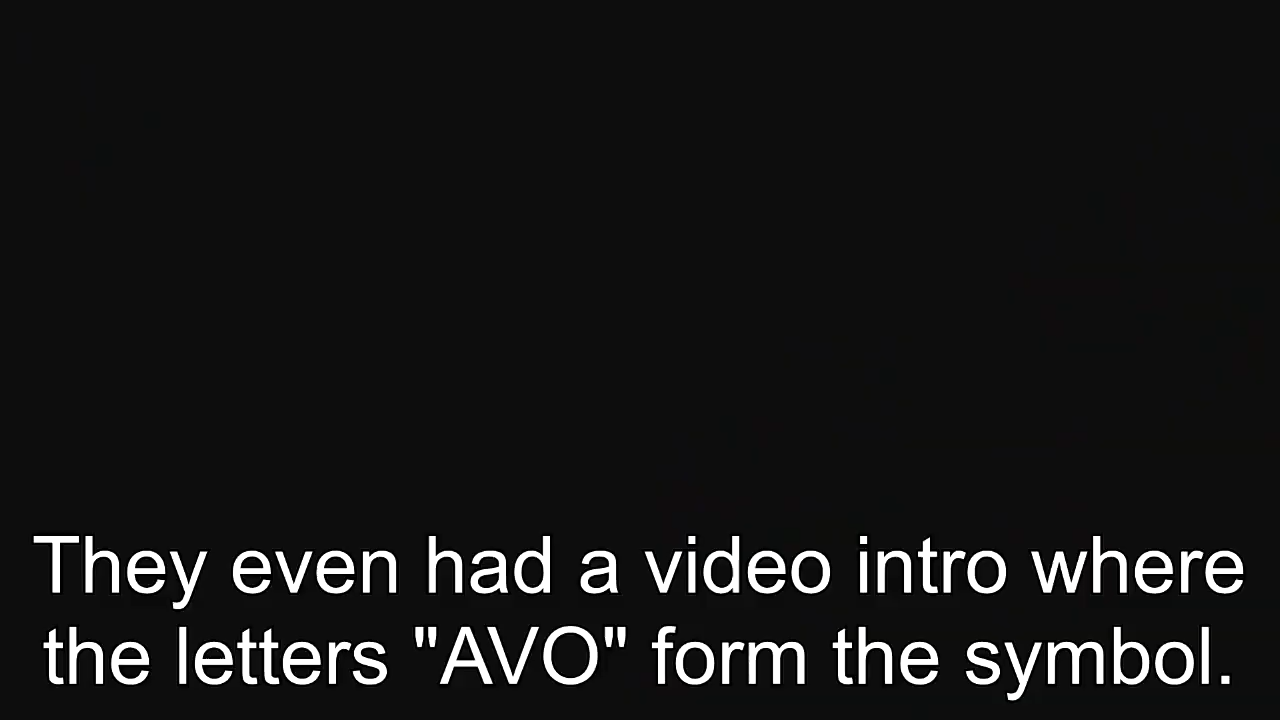 They even had a video intro where
the letters "AVO" form the symbol.